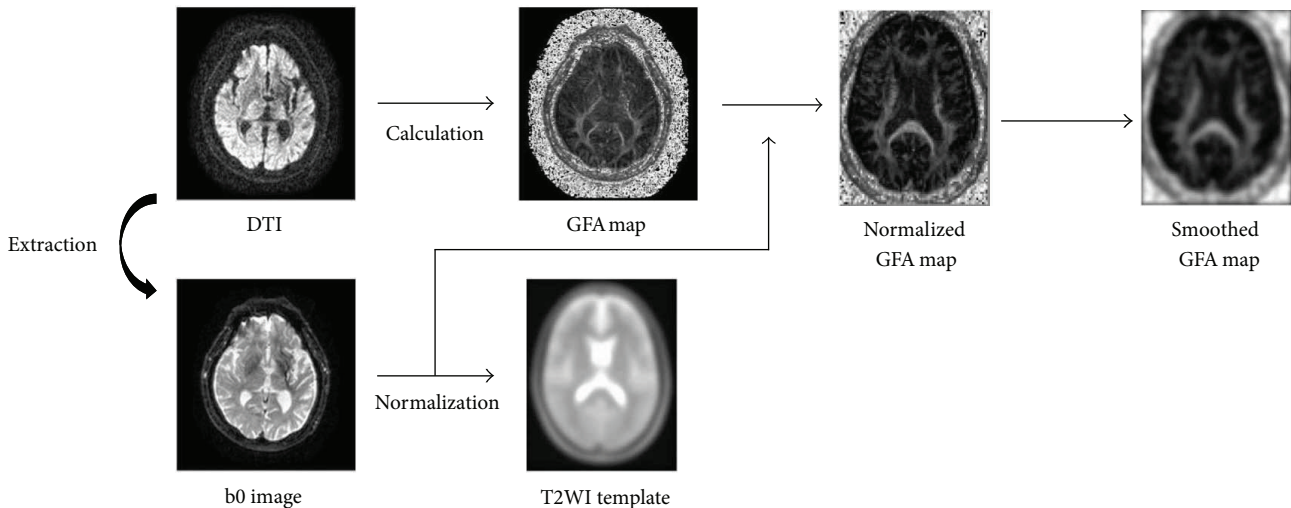 Calculation
DTI
GFA map
Normalized
GFA map
Smoothed
GFA map
Extraction
Normalization
b0 image
T2WI template